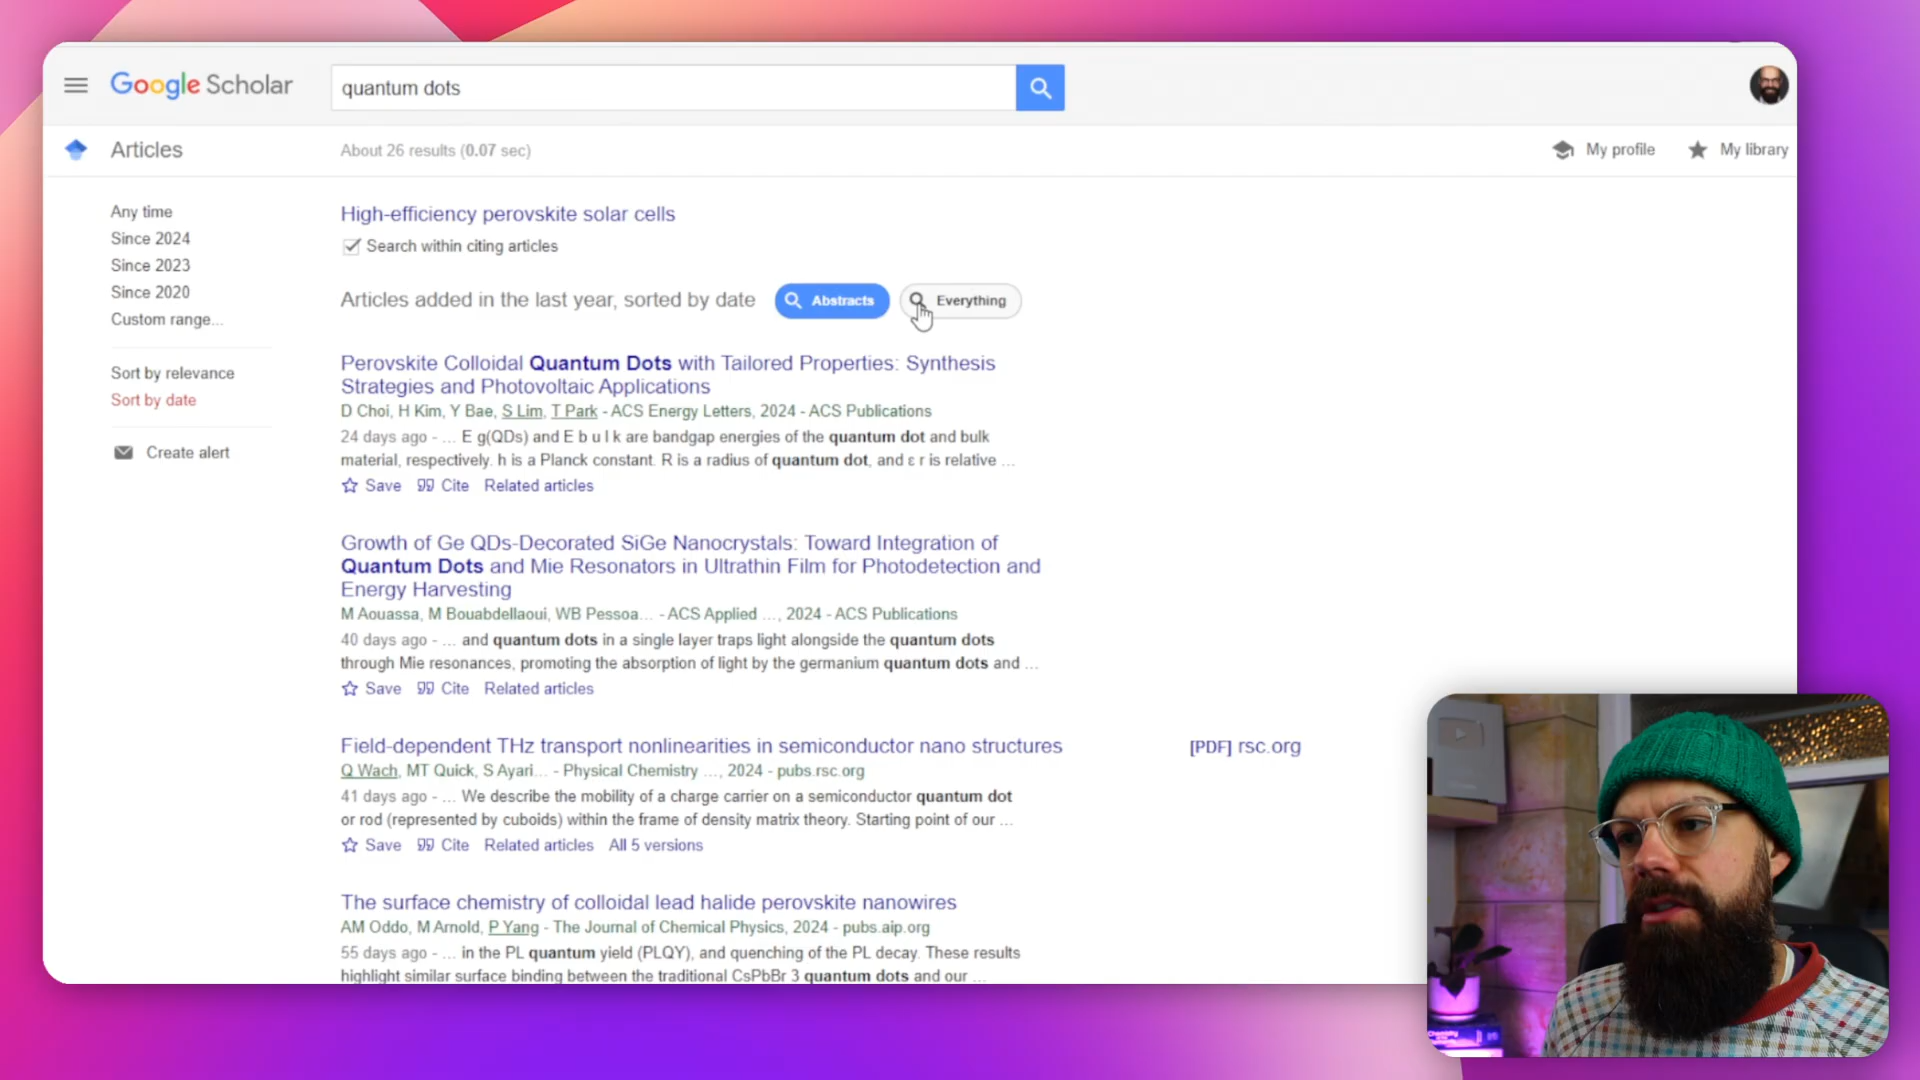 Google Scholar
quantum dots
Articles
About 26 results (0.07 sec)
My profile
My library
Any time
Since 2024
Since 2023
Since 2020
Custom range...
Sort by relevance
Sort by date
Create alert
High-efficiency perovskite solar cells
Search within citing articles
Articles added in the last year, sorted by date
Abstracts
Everything
Perovskite Colloidal Quantum Dots with Tailored Properties: Synthesis
Strategies and Photovoltaic Applications
D Choi, H Kim, Y Bae, S Lim, T Park - ACS Energy Letters, 2024 - ACS Publications
24 days ago - ... E g(QDs) and E b u l k are bandgap energies of the quantum dot and bulk
material, respectively. h is a Planck constant. R is a radius of quantum dot, and ε r is relative ...
Save Cite Related articles
Growth of Ge QDs-Decorated SiGe Nanocrystals: Toward Integration of
Quantum Dots and Mie Resonators in Ultrathin Film for Photodetection and
Energy Harvesting
M Aouassa, M Bouabdellaoui, WB Pessoa... - ACS Applied ..., 2024 - ACS Publications
40 days ago - ... and quantum dots in a single layer traps light alongside the quantum dots
through Mie resonances, promoting the absorption of light by the germanium quantum dots and ...
Save Cite Related articles
Field-dependent THz transport nonlinearities in semiconductor nano structures
[PDF] rsc.org
Q Wach, MT Quick, S Ayari... - Physical Chemistry ..., 2024 - pubs.rsc.org
41 days ago - ... We describe the mobility of a charge carrier on a semiconductor quantum dot
or rod (represented by cuboids) within the frame of density matrix theory. Starting point of our ...
Save Cite Related articles All 5 versions
The surface chemistry of colloidal lead halide perovskite nanowires
AM Oddo, M Arnold, P Yang - The Journal of Chemical Physics, 2024 - pubs.aip.org
55 days ago - ... in the PL quantum yield (PLQY), and quenching of the PL decay. These results
highlight similar surface binding between the traditional CsPbBr 3 quantum dots and our ...